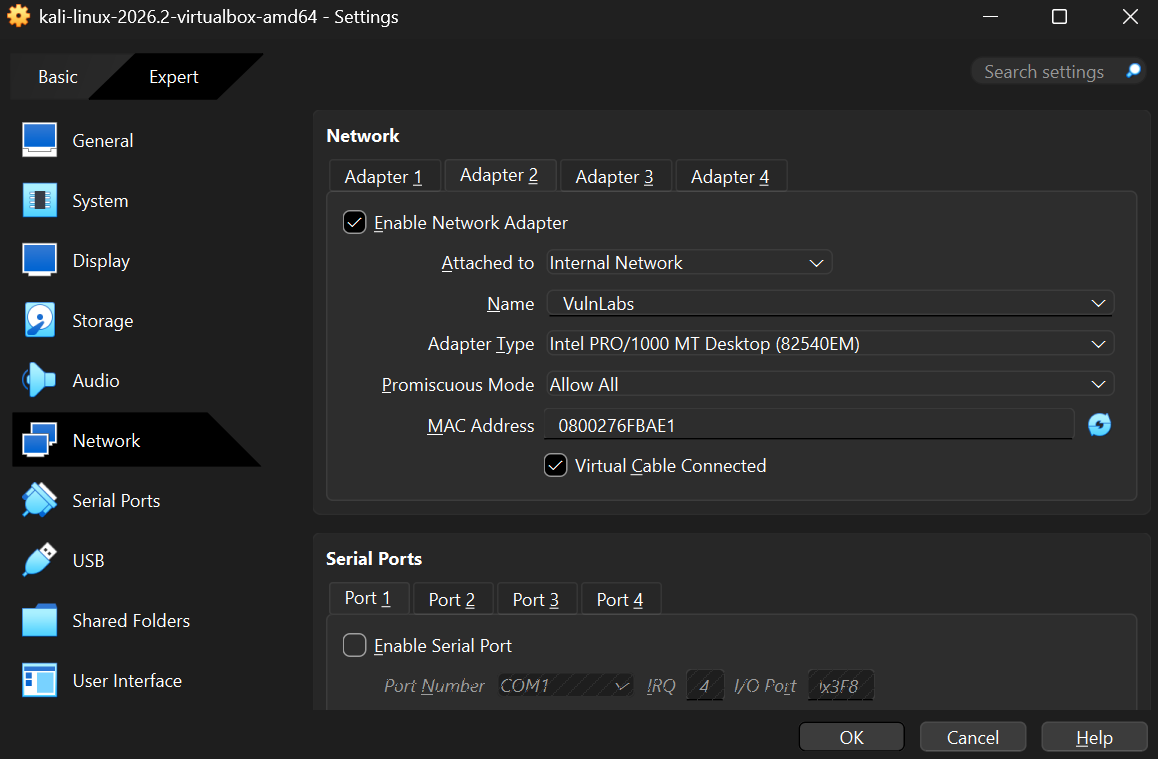 kali-linux-2026.2-virtualbox-amd64 - Settings
Basic Expert Search settings
General
System
Display
Storage
Audio
Network
Serial Ports
USB
Shared Folders
User Interface
Network
Adapter 1 Adapter 2 Adapter 3 Adapter 4
Enable Network Adapter
Attached to Internal Network
Name VulnLabs
Adapter Type Intel PRO/1000 MT Desktop (82540EM)
Promiscuous Mode Allow All
MAC Address 0800276FBAE1
Virtual Cable Connected
Serial Ports
Port 1 Port 2 Port 3 Port 4
Enable Serial Port
Port Number COM1 IRQ 4 I/O Port 0x3F8
OK Cancel Help